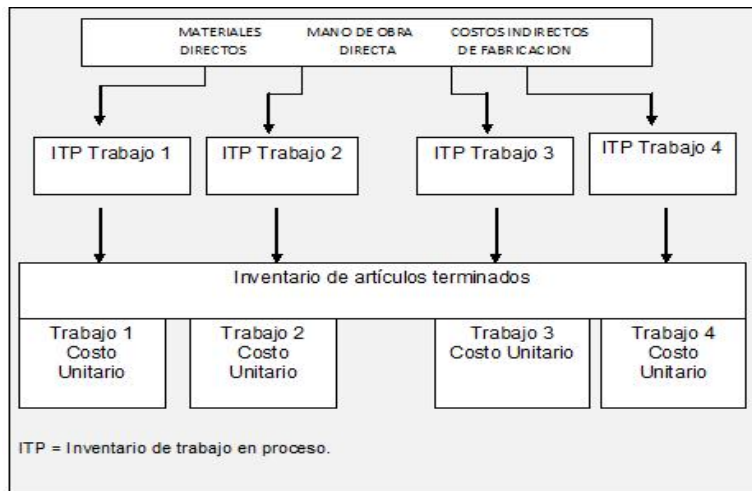 MATERIALES
DIRECTOS
MANO DE OBRA
DIRECTA
COSTOS INDIRECTOS
DE FABRICACION
ITP Trabajo 1
ITP Trabajo 2
ITP Trabajo 3
ITP Trabajo 4
Inventario de artículos terminados
Trabajo 1
Costo
Unitario
Trabajo 2
Costo
Unitario
Trabajo 3
Costo Unitario
Trabajo 4
Costo
Unitario
ITP = Inventario de trabajo en proceso.